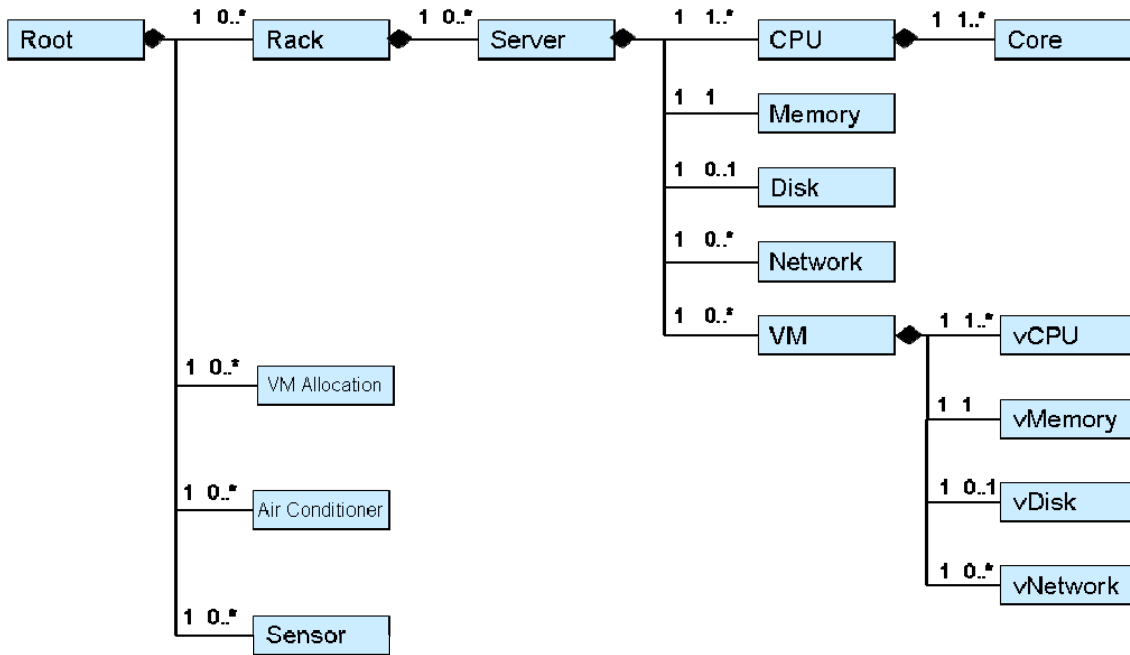 1 0..* 1 0..* 1 1..* 1 1..*
Root Rack Server CPU Core
1 1
Memory
1 0..1
Disk
1 0..*
Network
1 0..* 1 1..*
VM vCPU
1 0..*
VM Allocation
1 1
vMemory
1 0..*
Air Conditioner
1 0..1
vDisk
1 0..*
vNetwork
1 0..*
Sensor